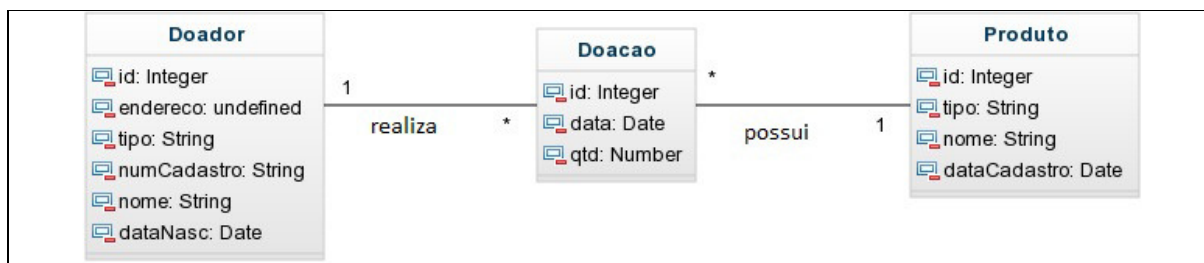 Doador
id: Integer
endereco: undefined
tipo: String
numCadastro: String
nome: String
dataNasc: Date
1
realiza
*
Doacao
id: Integer
data: Date
qtd: Number
*
possui
1
Produto
id: Integer
tipo: String
nome: String
dataCadastro: Date